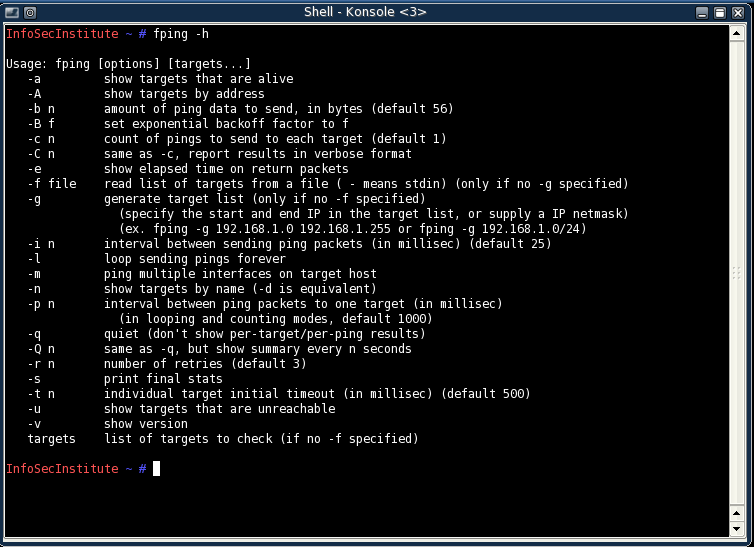 Shell - Konsole <3>
InfoSecInstitute ~ # fping -h
Usage: fping [options] [targets...]
-a show targets that are alive
-A show targets by address
-b n amount of ping data to send, in bytes (default 56)
-B f set exponential backoff factor to f
-c n count of pings to send to each target (default 1)
-C n same as -c, report results in verbose format
-e show elapsed time on return packets
-f file read list of targets from a file ( - means stdin) (only if no -g specified)
-g generate target list (only if no -f specified)
(specify the start and end IP in the target list, or supply a IP netmask)
(ex. fping -g 192.168.1.0 192.168.1.255 or fping -g 192.168.1.0/24)
-i n interval between sending ping packets (in millisec) (default 25)
-l loop sending pings forever
-m ping multiple interfaces on target host
-n show targets by name (-d is equivalent)
-p n interval between ping packets to one target (in millisec)
(in looping and counting modes, default 1000)
-q quiet (don't show per-target/per-ping results)
-Q n same as -q, but show summary every n seconds
-r n number of retries (default 3)
-s print final stats
-t n individual target initial timeout (in millisec) (default 500)
-u show targets that are unreachable
-v show version
targets list of targets to check (if no -f specified)
InfoSecInstitute ~ #